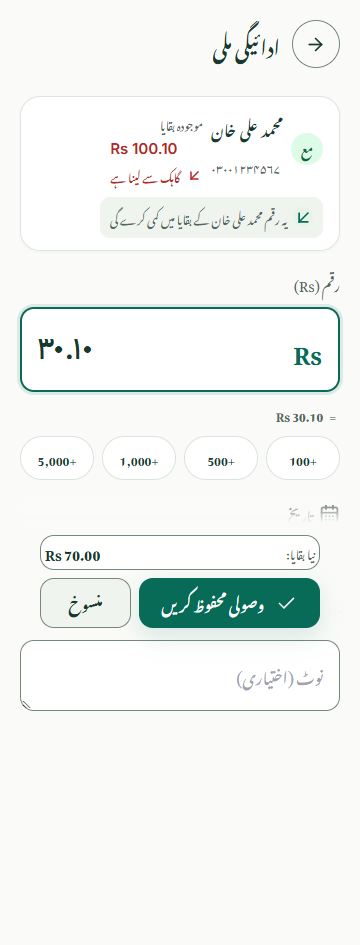 ادائیگی ملی
مع
محمد علی خان
۰۳۰۰۱۲۳۴۵۶۷
موجودہ بقایا
Rs 100.10
گاہک سے لینا ہے
یہ رقم محمد علی خان کے بقایا میں کمی کرے گی
رقم (Rs)
Rs
۳۰.۱۰
= Rs 30.10
+100
+500
+1,000
+5,000
تاریخ
نیا بقایا:
Rs 70.00
وصولی محفوظ کریں
منسوخ
نوٹ (اختیاری)